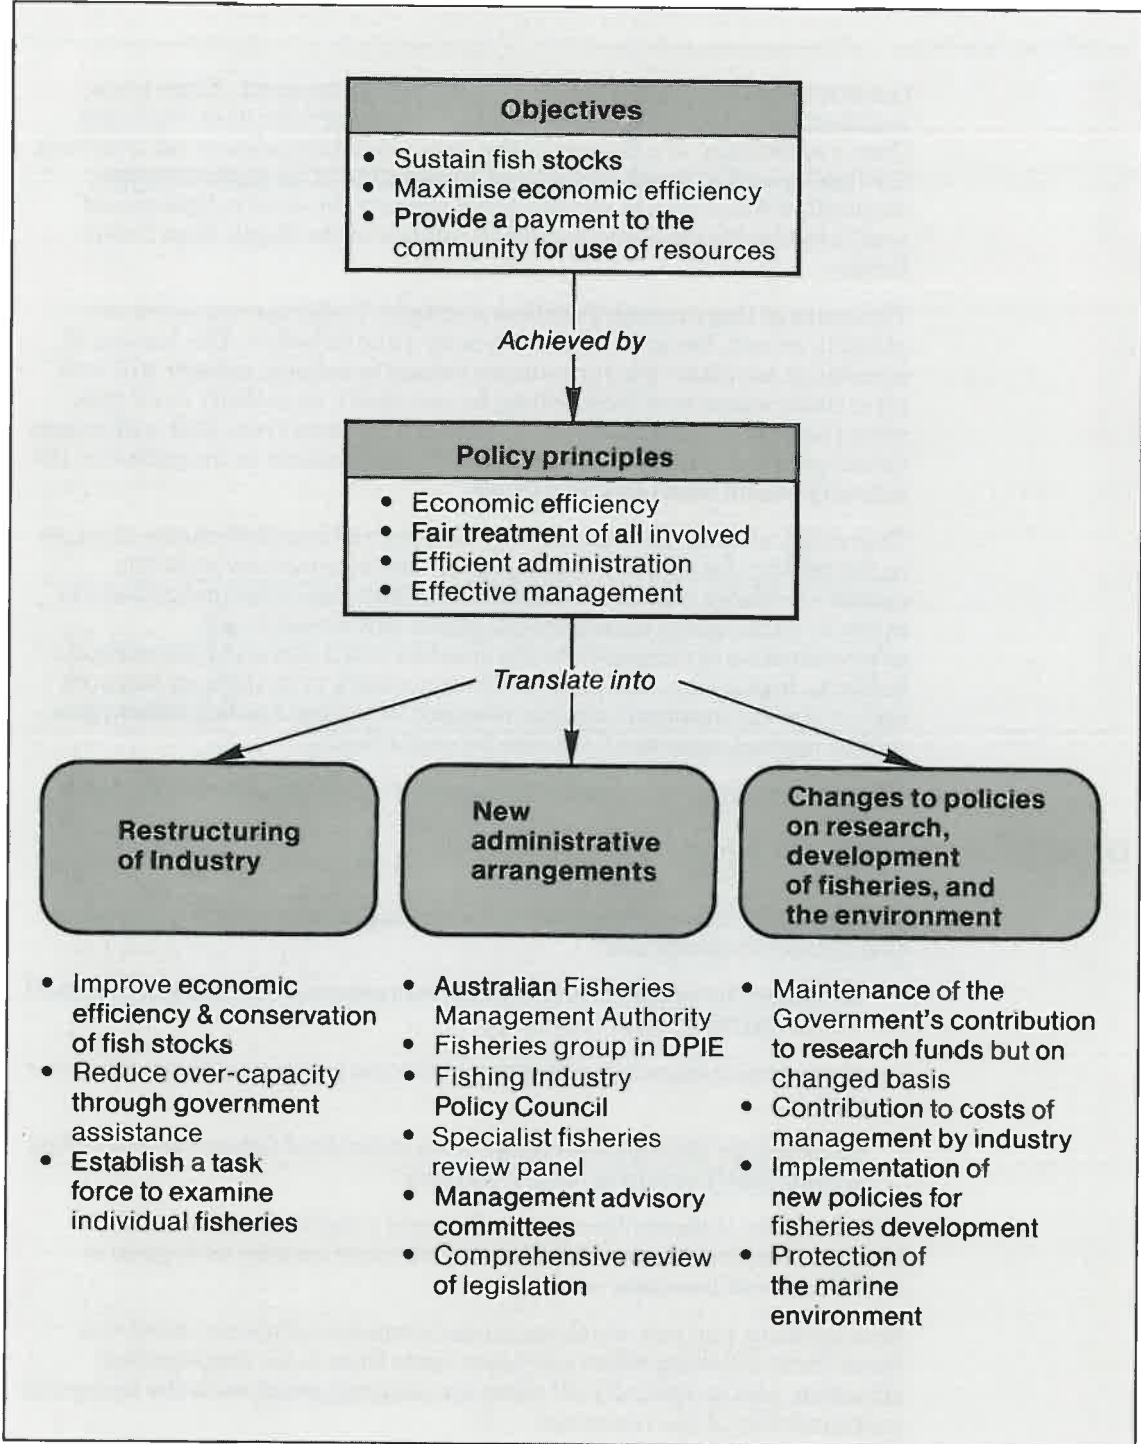 Objectives
• Sustain fish stocks
• Maximise economic efficiency
• Provide a payment to the
community for use of resources
Achieved by
Policy principles
• Economic efficiency
• Fair treatment of all involved
• Efficient administration
• Effective management
Translate into
Restructuring
of Industry
New
administrative
arrangements
Changes to policies
on research,
development
of fisheries, and
the environment
• Improve economic
efficiency & conservation
of fish stocks
• Reduce over-capacity
through government
assistance
• Establish a task
force to examine
individual fisheries
• Australian Fisheries
Management Authority
• Fisheries group in DPIE
• Fishing Industry
Policy Council
• Specialist fisheries
review panel
• Management advisory
committees
• Comprehensive review
of legislation
• Maintenance of the
Government's contribution
to research funds but on
changed basis
• Contribution to costs of
management by industry
• Implementation of
new policies for
fisheries development
• Protection of
the marine
environment